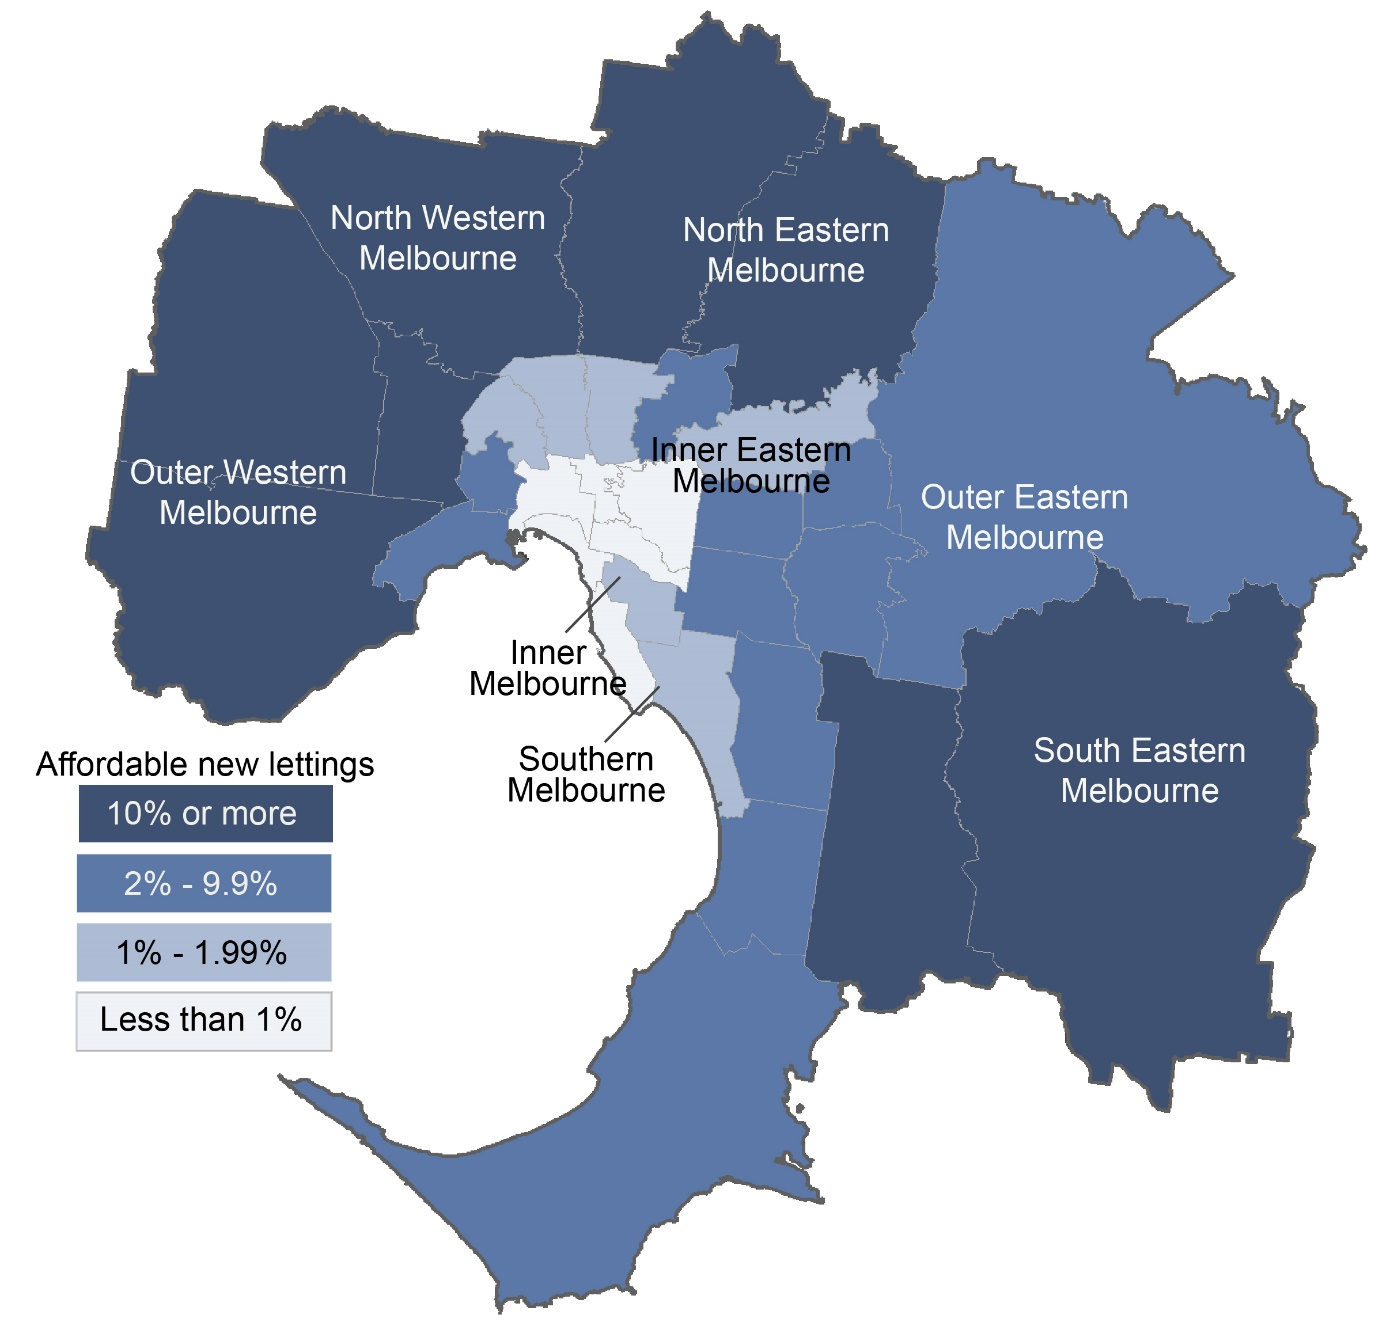 North Western
Melbourne
North Eastern
Melbourne
Inner Eastern
Melbourne
Outer Western
Melbourne
Outer Eastern
Melbourne
Inner
Melbourne
Southern
Melbourne
South Eastern
Melbourne
Affordable new lettings
10% or more
2% - 9.9%
1% - 1.99%
Less than 1%